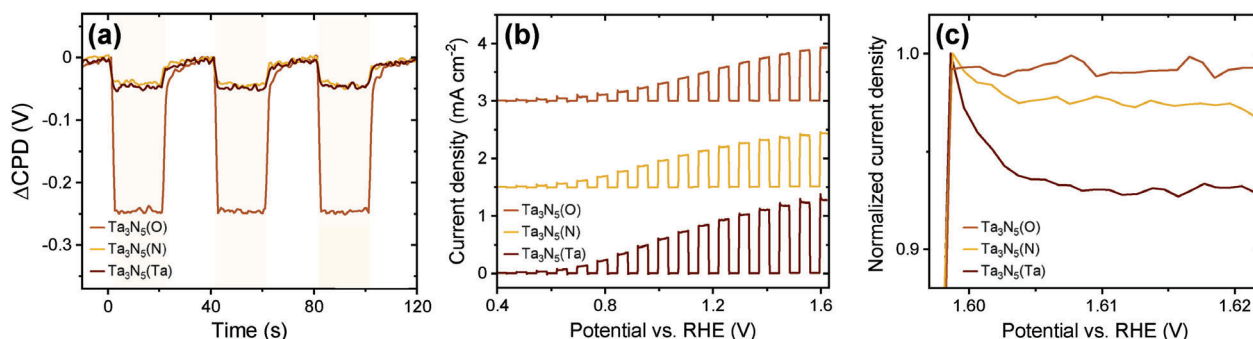 (a)
ΔCPD (V)
0
-0.1
-0.2
-0.3
Ta₃N₅(O)
Ta₃N₅(N)
Ta₃N₅(Ta)
0
40
80
120
Time (s)
(b)
Current density (mA cm⁻²)
4
3
2
1
0
Ta₃N₅(O)
Ta₃N₅(N)
Ta₃N₅(Ta)
0.4
0.8
1.2
1.6
Potential vs. RHE (V)
(c)
Normalized current density
1.0
0.9
Ta₃N₅(O)
Ta₃N₅(N)
Ta₃N₅(Ta)
1.60
1.61
1.62
Potential vs. RHE (V)